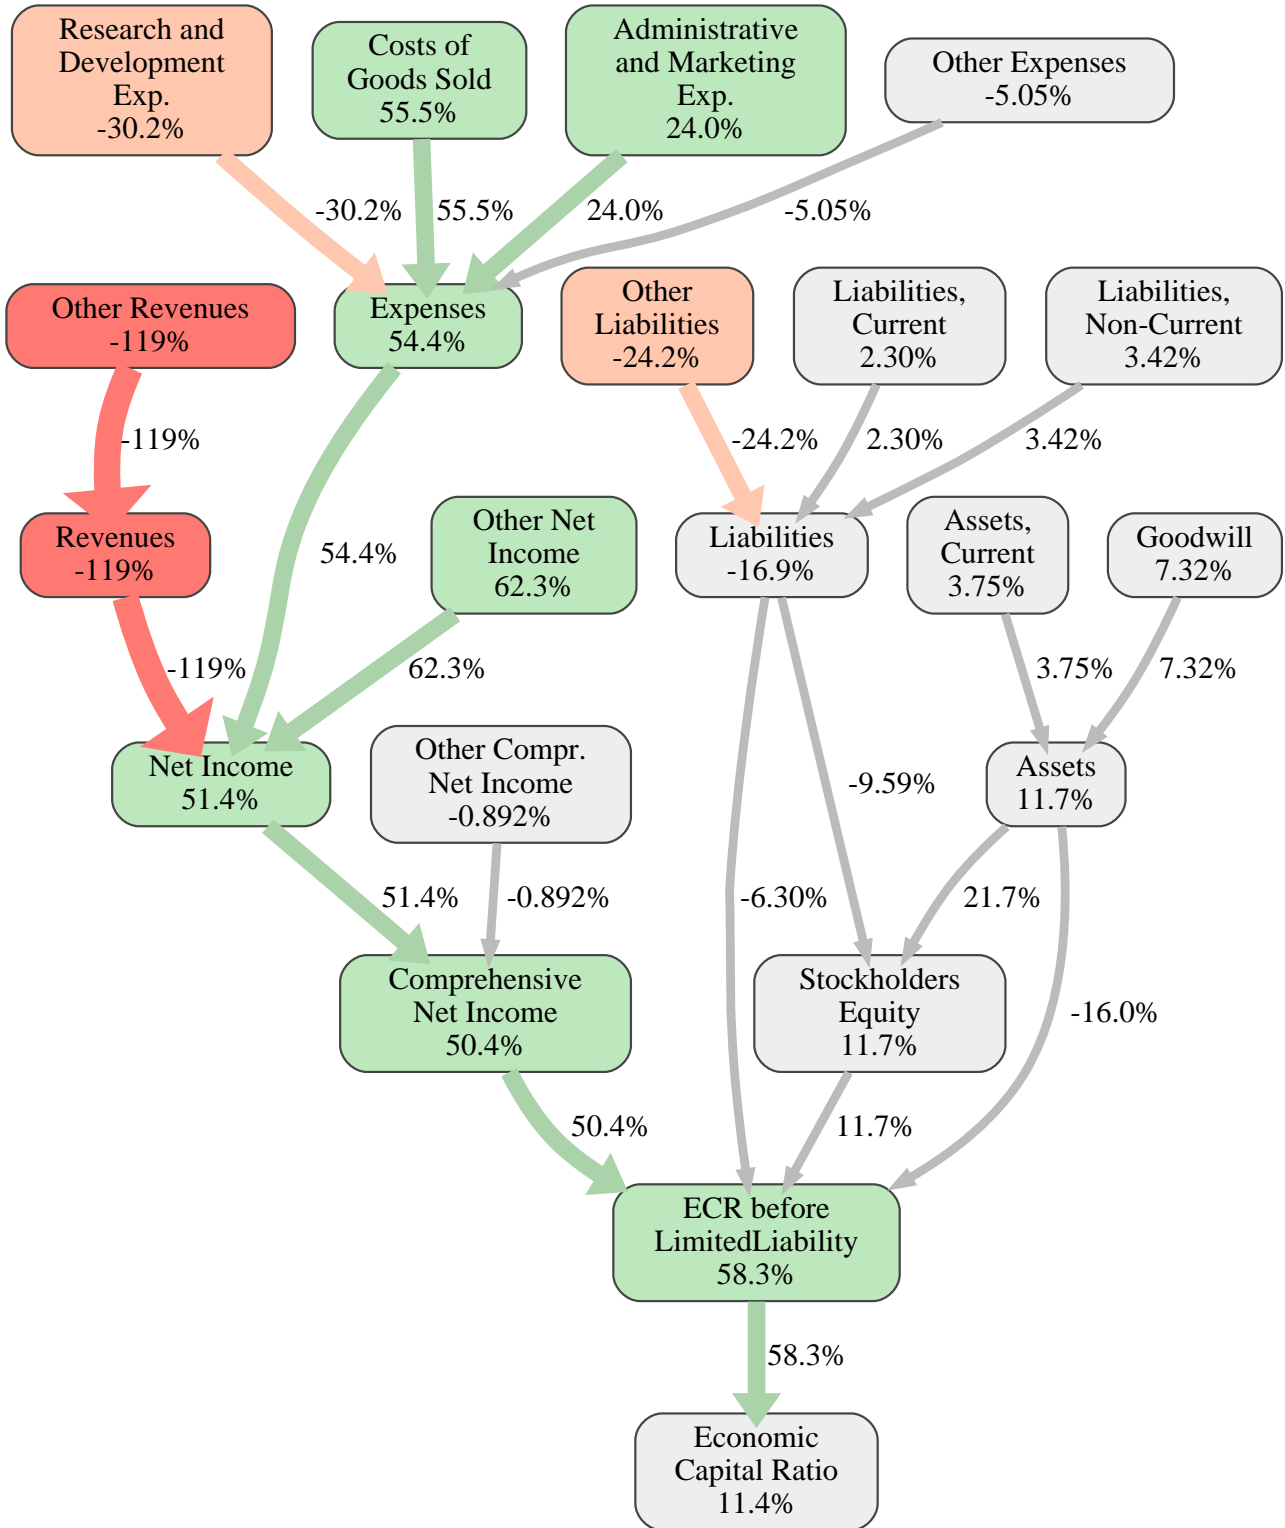 Research and
Development
Exp.
-30.2%
Costs of
Goods Sold
55.5%
Administrative
and Marketing
Exp.
24.0%
Other Expenses
-5.05%
-30.2%
55.5%
24.0%
-5.05%
Other Revenues
-119%
Expenses
54.4%
Other
Liabilities
-24.2%
Liabilities,
Current
2.30%
Liabilities,
Non-Current
3.42%
-119%
-24.2%
2.30%
3.42%
Revenues
-119%
54.4%
Other Net
Income
62.3%
Liabilities
-16.9%
Assets,
Current
3.75%
Goodwill
7.32%
-119%
62.3%
3.75%
7.32%
Net Income
51.4%
Other Compr.
Net Income
-0.892%
-9.59%
Assets
11.7%
51.4%
-0.892%
-6.30%
21.7%
Comprehensive
Net Income
50.4%
Stockholders
Equity
11.7%
-16.0%
50.4%
11.7%
ECR before
LimitedLiability
58.3%
58.3%
Economic
Capital Ratio
11.4%